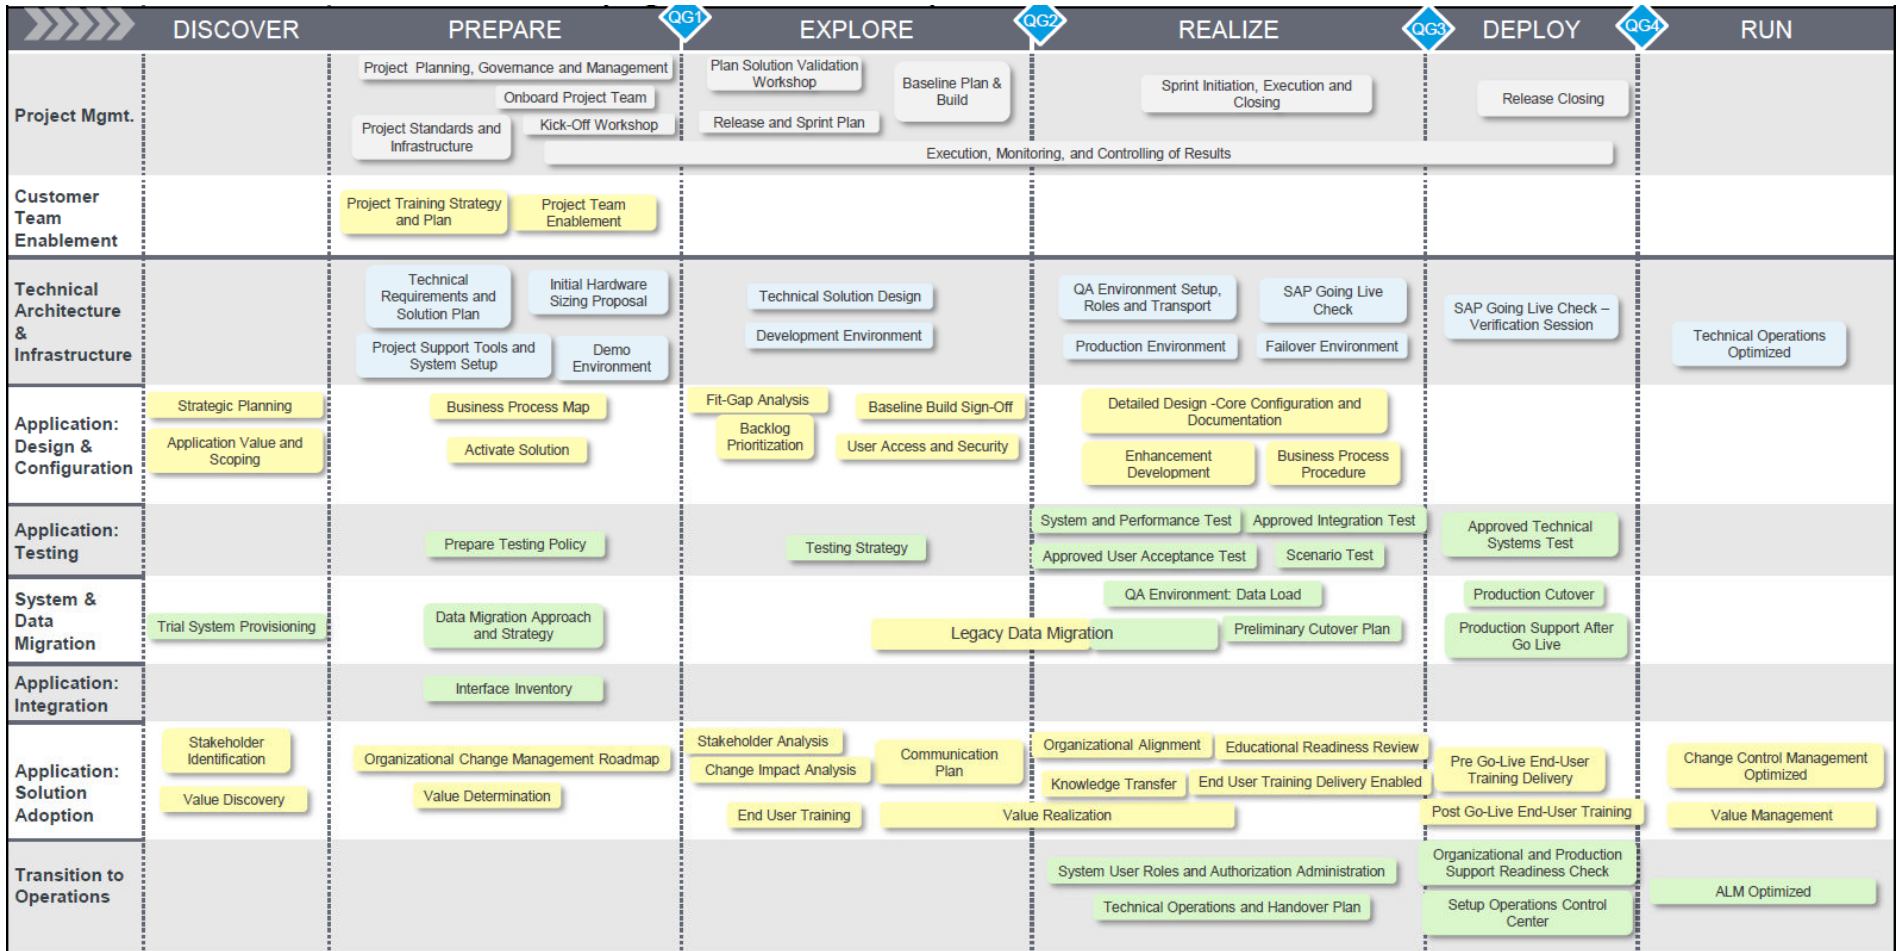 DISCOVER
PREPARE
QG1
EXPLORE
QG2
REALIZE
QG3
DEPLOY
QG4
RUN
Project Mgmt.
Project Planning, Governance and Management
Onboard Project Team
Project Standards and
Infrastructure
Kick-Off Workshop
Plan Solution Validation
Workshop
Baseline Plan &
Build
Release and Sprint Plan
Sprint Initiation, Execution and
Closing
Release Closing
Execution, Monitoring, and Controlling of Results
Customer
Team
Enablement
Project Training Strategy
and Plan
Project Team
Enablement
Technical
Architecture
&
Infrastructure
Technical
Requirements and
Solution Plan
Initial Hardware
Sizing Proposal
Project Support Tools and
System Setup
Demo
Environment
Technical Solution Design
Development Environment
QA Environment Setup,
Roles and Transport
SAP Going Live
Check
Production Environment
Failover Environment
SAP Going Live Check –
Verification Session
Technical Operations
Optimized
Application:
Design &
Configuration
Strategic Planning
Application Value and
Scoping
Business Process Map
Activate Solution
Fit-Gap Analysis
Baseline Build Sign-Off
Backlog
Prioritization
User Access and Security
Detailed Design -Core Configuration and
Documentation
Enhancement
Development
Business Process
Procedure
Application:
Testing
Prepare Testing Policy
Testing Strategy
System and Performance Test
Approved Integration Test
Approved User Acceptance Test
Scenario Test
Approved Technical
Systems Test
System &
Data
Migration
Trial System Provisioning
Data Migration Approach
and Strategy
Legacy Data Migration
QA Environment: Data Load
Preliminary Cutover Plan
Production Cutover
Production Support After
Go Live
Application:
Integration
Interface Inventory
Application:
Solution
Adoption
Stakeholder
Identification
Value Discovery
Organizational Change Management Roadmap
Value Determination
Stakeholder Analysis
Change Impact Analysis
Communication
Plan
End User Training
Value Realization
Organizational Alignment
Educational Readiness Review
Knowledge Transfer
End User Training Delivery Enabled
Pre Go-Live End-User
Training Delivery
Post Go-Live End-User Training
Change Control Management
Optimized
Value Management
Transition to
Operations
System User Roles and Authorization Administration
Technical Operations and Handover Plan
Organizational and Production
Support Readiness Check
Setup Operations Control
Center
ALM Optimized